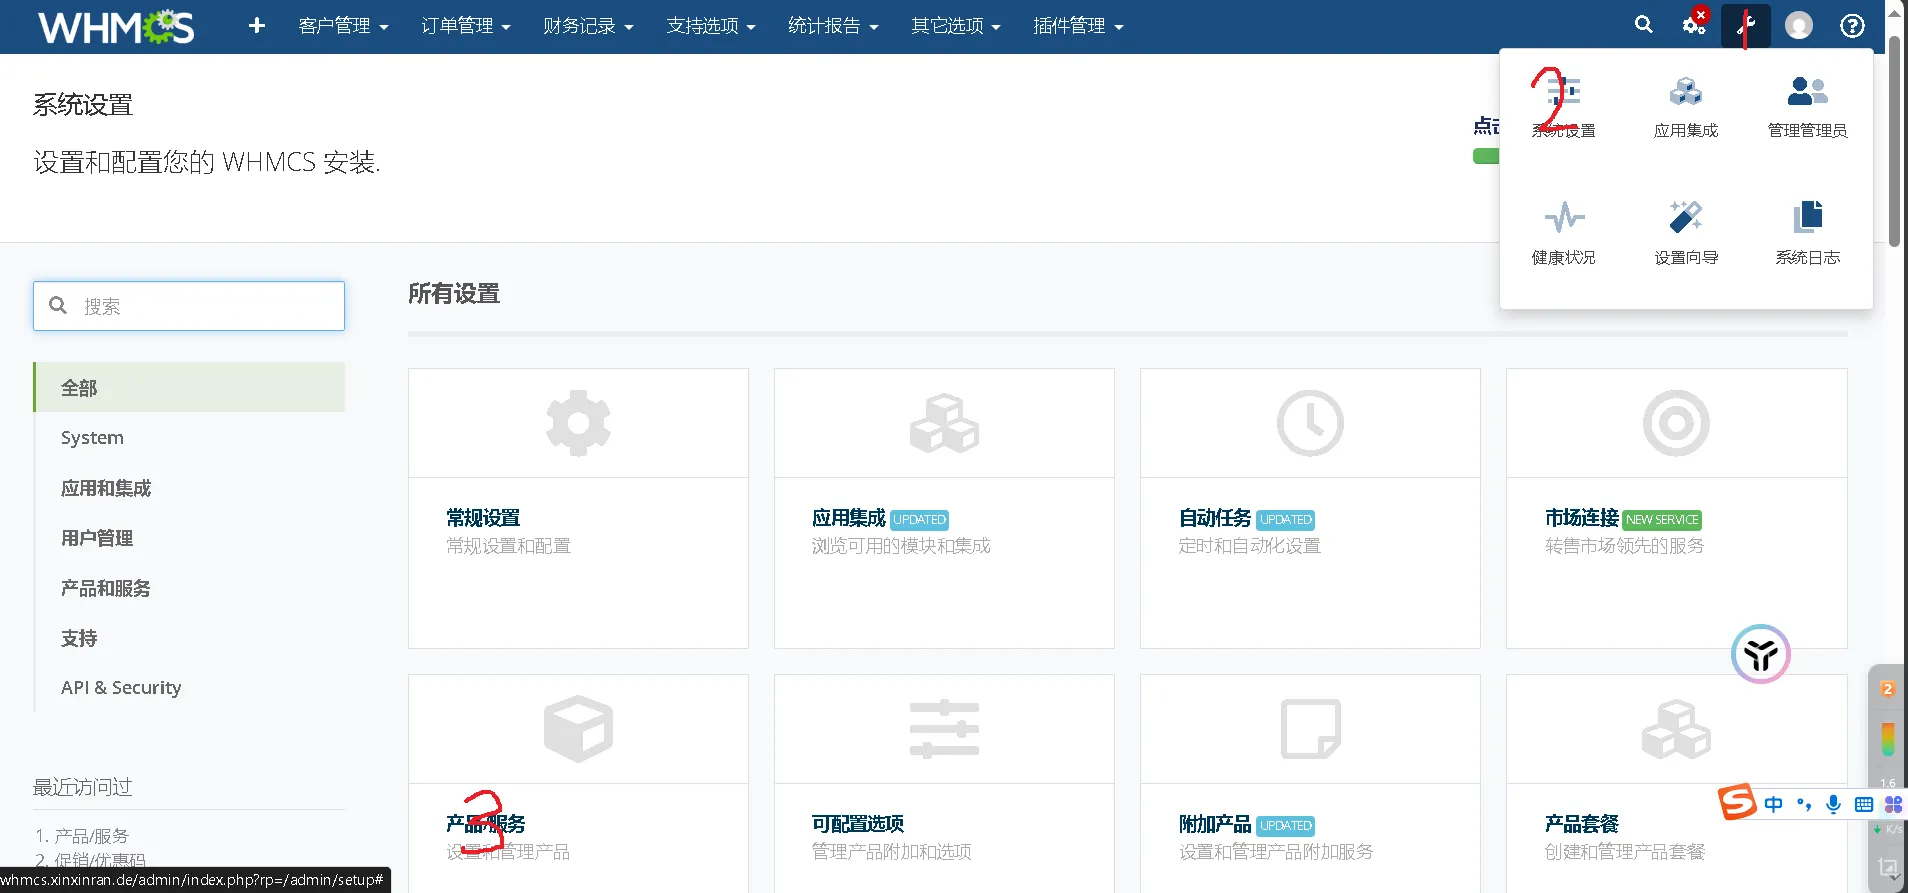 WHMCS
客户管理
订单管理
财务记录
支持选项
统计报告
其它选项
插件管理
1
系统设置
设置和配置您的 WHMCS 安装.
点击
2
系统设置
应用集成
管理管理员
健康状况
设置向导
系统日志
搜索
所有设置
全部
System
应用和集成
用户管理
产品和服务
支持
API & Security
最近访问过
1. 产品/服务
2. 促销/优惠码
常规设置
常规设置和配置
应用集成 UPDATED
浏览可用的模块和集成
自动任务 UPDATED
定时和自动化设置
市场连接 NEW SERVICE
转售市场领先的服务
产品/服务
3
设置和管理产品
可配置选项
管理产品附加和选项
附加产品 UPDATED
设置和管理产品附加服务
产品套餐
创建和管理产品套餐
whmcs.xinxinran.de/admin/index.php?rp=/admin/setup#
2
1.6
K/s
S 中